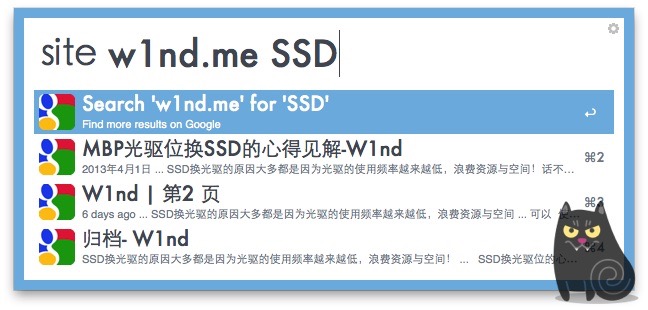 site w1nd.me SSD
Search 'w1nd.me' for 'SSD'
Find more results on Google
MBP光驱位换SSD的心得见解-W1nd
2013年4月1日 ... SSD换光驱的原因大多都是因为光驱的使用频率越来越低，浪费资源与空间！话不…
⌘2
W1nd | 第2 页
6 days ago ... SSD换光驱的原因大多都是因为光驱的使用频率越来越低，浪费资源与空间 ... 可以
⌘3
归档- W1nd
SSD换光驱的原因大多都是因为光驱的使用频率越来越低，浪费资源与空间！ ... SSD换光驱位的心…
⌘4